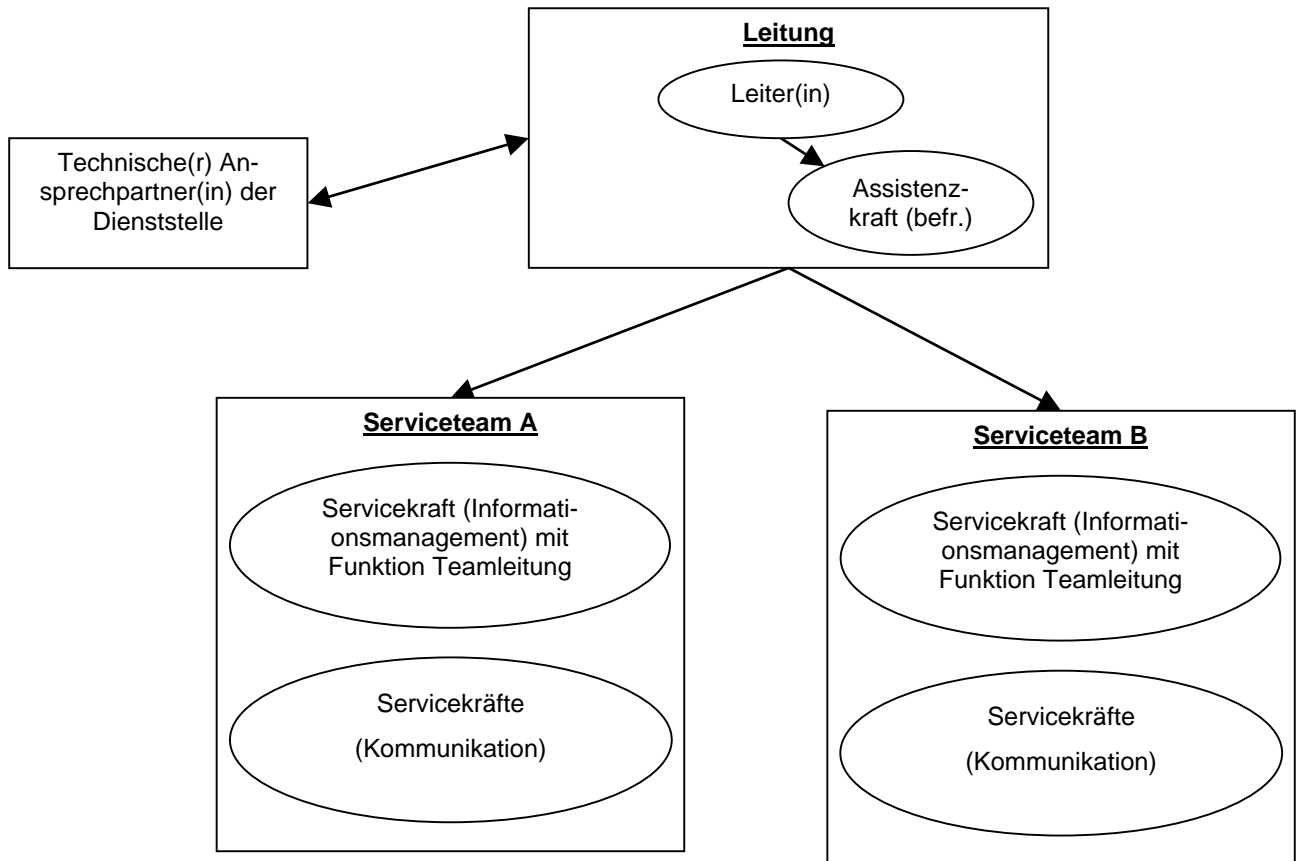 Leitung
Leiter(in)
Assistenz-
kraft (befr.)
Technische(r) An-
sprechpartner(in) der
Dienststelle
Serviceteam A
Servicekraft (Informati-
onsmanagement) mit
Funktion Teamleitung
Servicekräfte
(Kommunikation)
Serviceteam B
Servicekraft (Informati-
onsmanagement) mit
Funktion Teamleitung
Servicekräfte
(Kommunikation)